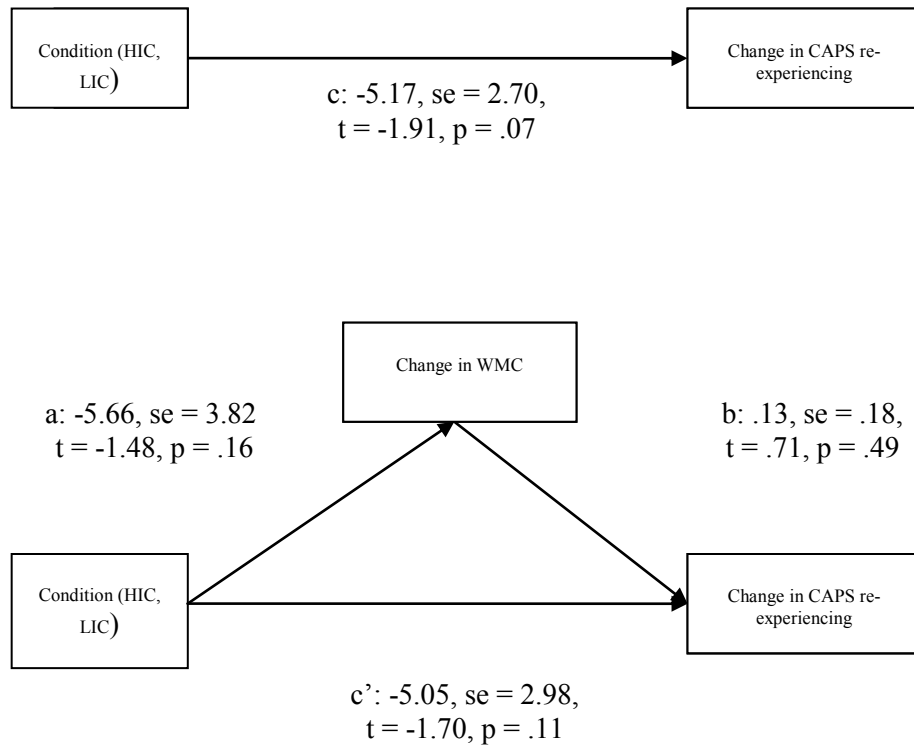 Condition (HIC,
LIC)
Change in CAPS re-
experiencing
c: -5.17, se = 2.70,
t = -1.91, p = .07
Change in WMC
a: -5.66, se = 3.82
t = -1.48, p = .16
b: .13, se = .18,
t = .71, p = .49
Condition (HIC,
LIC)
Change in CAPS re-
experiencing
c’: -5.05, se = 2.98,
t = -1.70, p = .11